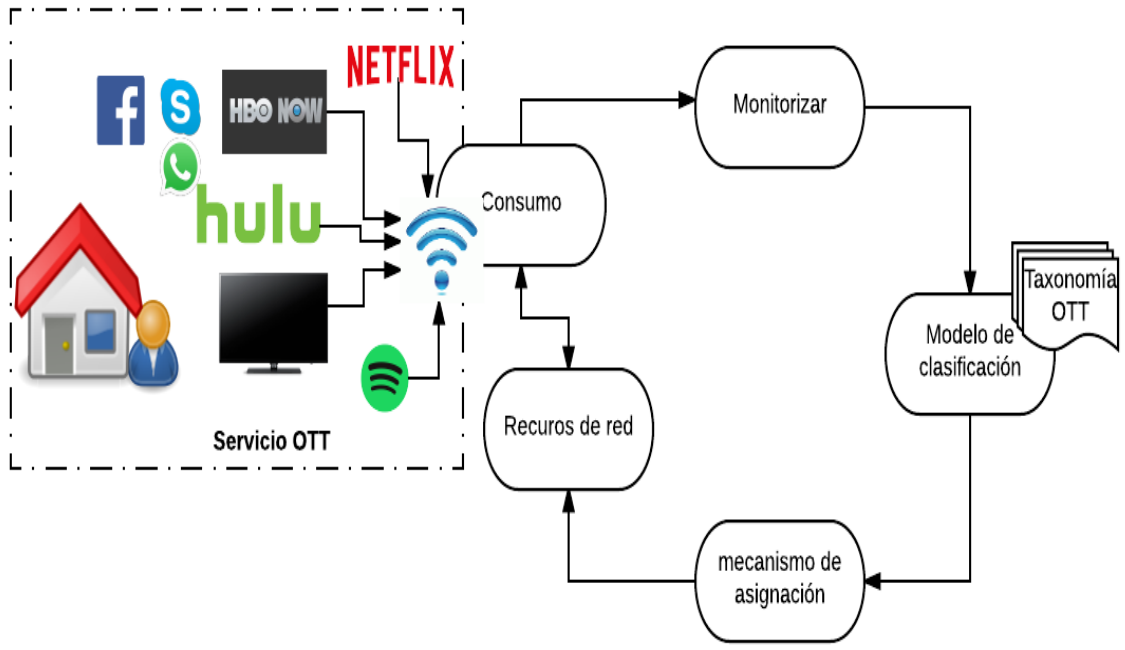 NETFLIX
f
S
HBO NOW
hulu
Servicio OTT
Consumo
Monitorizar
Taxonomía
OTT
Modelo de
clasificación
Recuros de red
mecanismo de
asignación